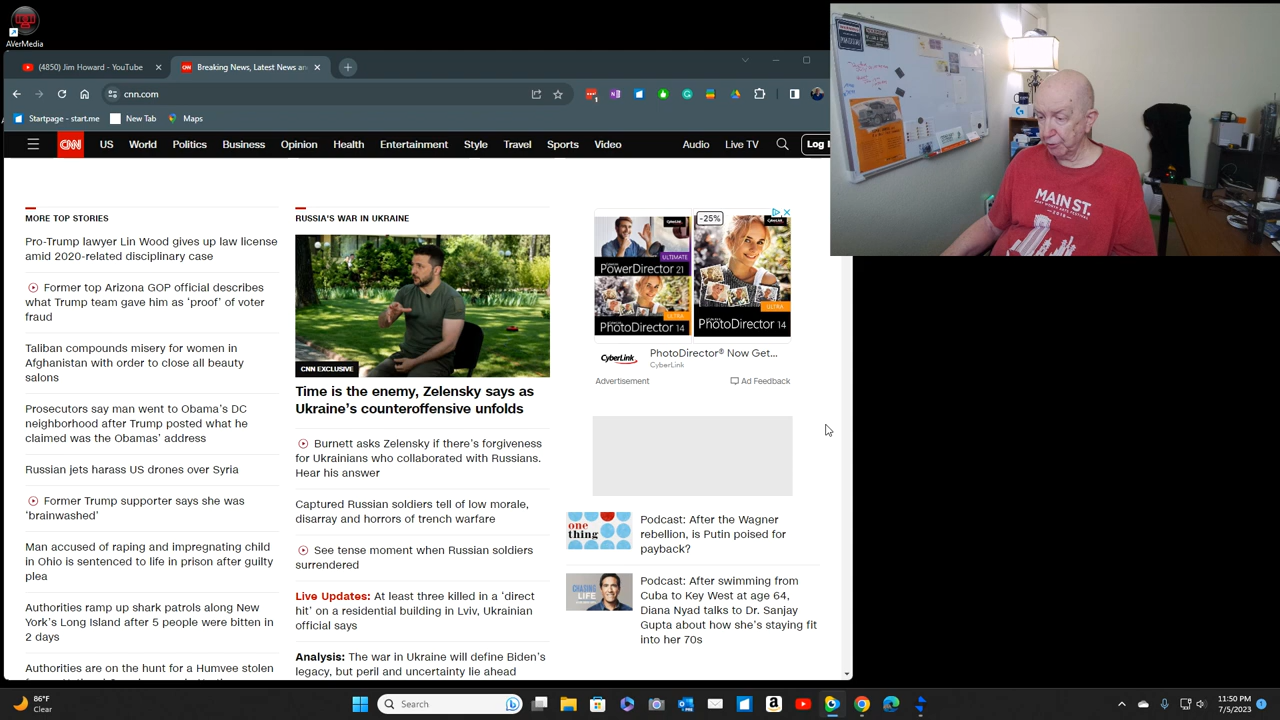 AVerMedia
(4850) Jim Howard - YouTu
Breaking News, Latest News an
cnn.com
Startpage - start.me
New Tab
Maps
CNN
US
World
Politics
Business
Opinion
Health
Entertainment
Style
Travel
Sports
Video
Audio
Live TV
Log I
MORE TOP STORIES
Pro-Trump lawyer Lin Wood gives up law license
amid 2020-related disciplinary case
Former top Arizona GOP official describes
what Trump team gave him as ‘proof’ of voter
fraud
Taliban compounds misery for women in
Afghanistan with order to close all beauty
salons
Prosecutors say man went to Obama’s DC
neighborhood after Trump posted what he
claimed was the Obamas’ address
Russian jets harass US drones over Syria
Former Trump supporter says she was
‘brainwashed’
Man accused of raping and impregnating child
in Ohio is sentenced to life in prison after guilty
plea
Authorities ramp up shark patrols along New
York’s Long Island after 5 people were bitten in
2 days
Authorities are on the hunt for a Humvee stolen
RUSSIA'S WAR IN UKRAINE
CNN EXCLUSIVE
Time is the enemy, Zelensky says as
Ukraine’s counteroffensive unfolds
Burnett asks Zelensky if there’s forgiveness
for Ukrainians who collaborated with Russians.
Hear his answer
Captured Russian soldiers tell of low morale,
disarray and horrors of trench warfare
See tense moment when Russian soldiers
surrendered
Live Updates: At least three killed in a ‘direct
hit’ on a residential building in Lviv, Ukrainian
official says
Analysis: The war in Ukraine will define Biden’s
legacy, but peril and uncertainty lie ahead
-25%
ULTIMATE
PowerDirector 21
ULTRA
PhotoDirector 14
ULTRA
PhotoDirector 14
CyberLink
PhotoDirector® Now Get...
CyberLink
Advertisement
Ad Feedback
one
thing
Podcast: After the Wagner
rebellion, is Putin poised for
payback?
CHASING
LIFE
Podcast: After swimming from
Cuba to Key West at age 64,
Diana Nyad talks to Dr. Sanjay
Gupta about how she’s staying fit
into her 70s
MAIN ST.
FORT WORTH ARTS FESTIVAL
2018
86°F
Clear
Search
11:50 PM
7/5/2023